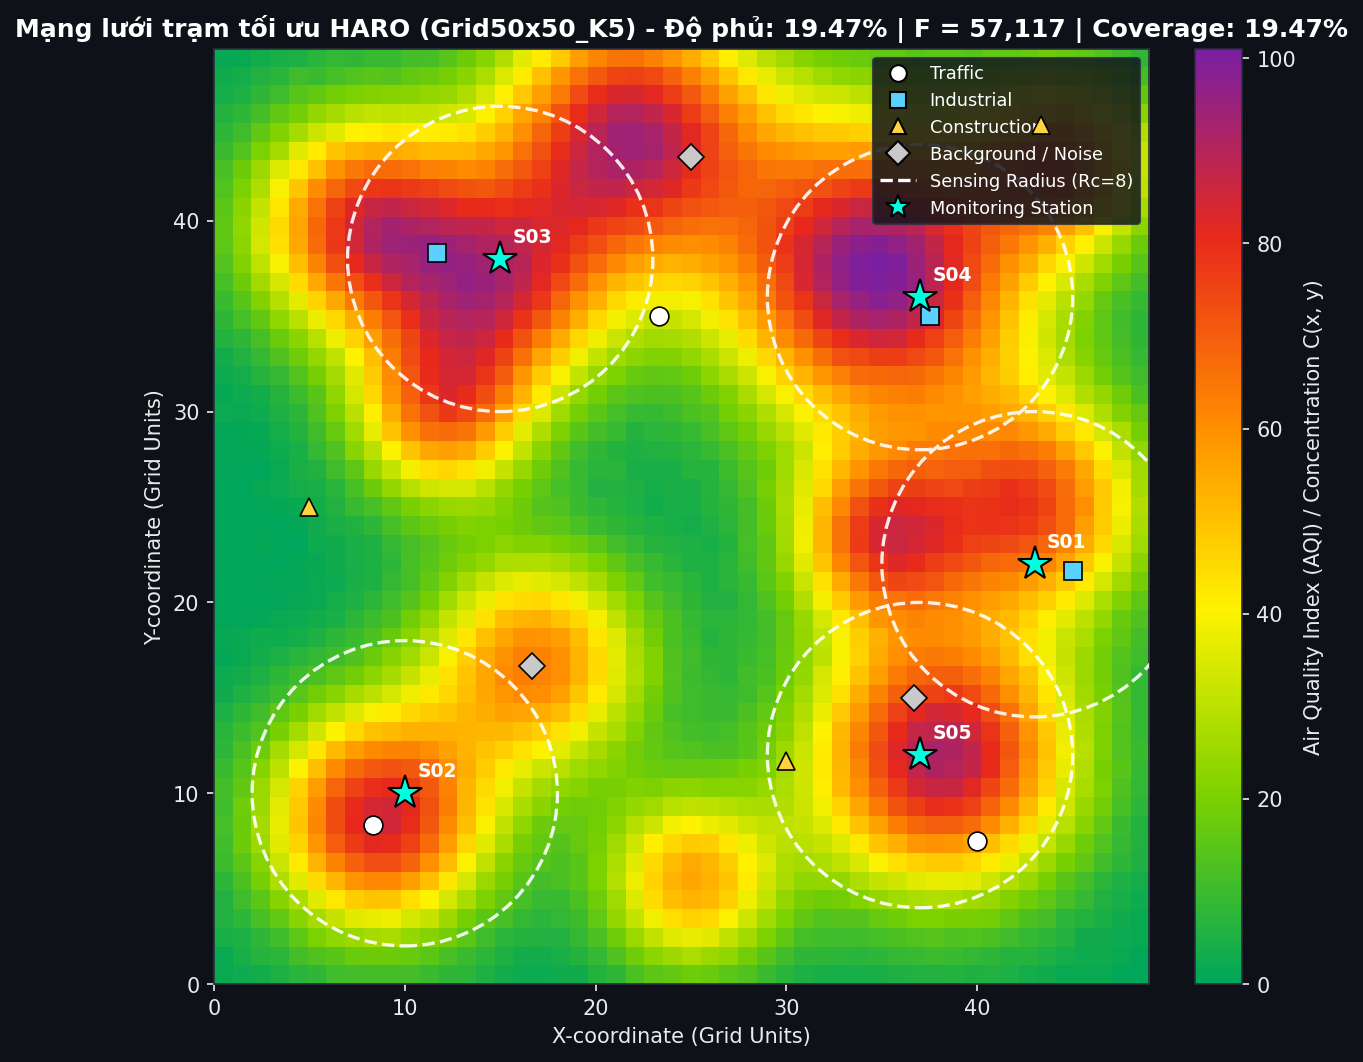 Mạng lưới trạm tối ưu HARO (Grid50x50_K5) - Độ phủ: 19.47% | F = 57,117 | Coverage: 19.47%
Traffic
Industrial
Construction
Background / Noise
Sensing Radius (Rc=8)
Monitoring Station
S03
S04
S01
S05
S02
40
30
20
10
0
0
10
20
30
40
X-coordinate (Grid Units)
Y-coordinate (Grid Units)
100
80
60
40
20
0
Air Quality Index (AQI) / Concentration C(x, y)